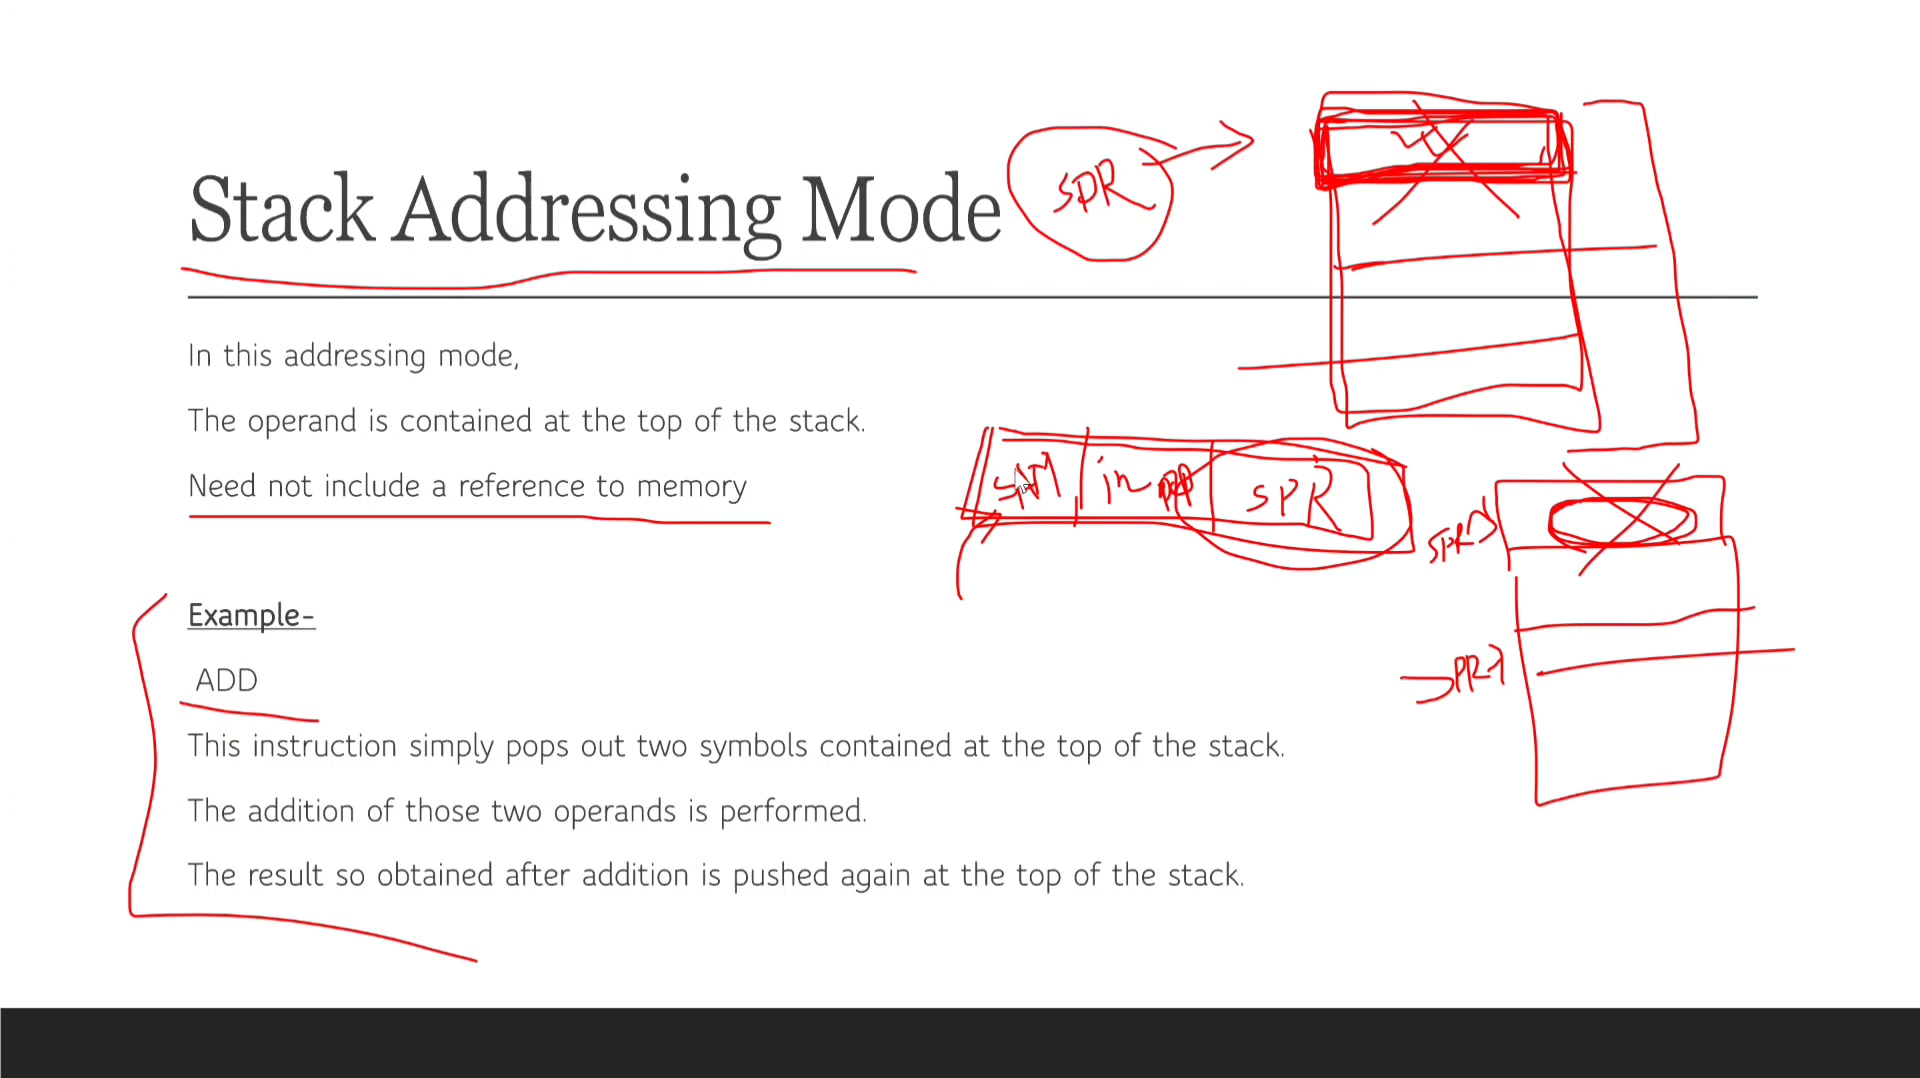 Stack Addressing Mode
SPR
In this addressing mode,
The operand is contained at the top of the stack.
Need not include a reference to memory
SPR
SPR
Example-
ADD
This instruction simply pops out two symbols contained at the top of the stack.
The addition of those two operands is performed.
The result so obtained after addition is pushed again at the top of the stack.